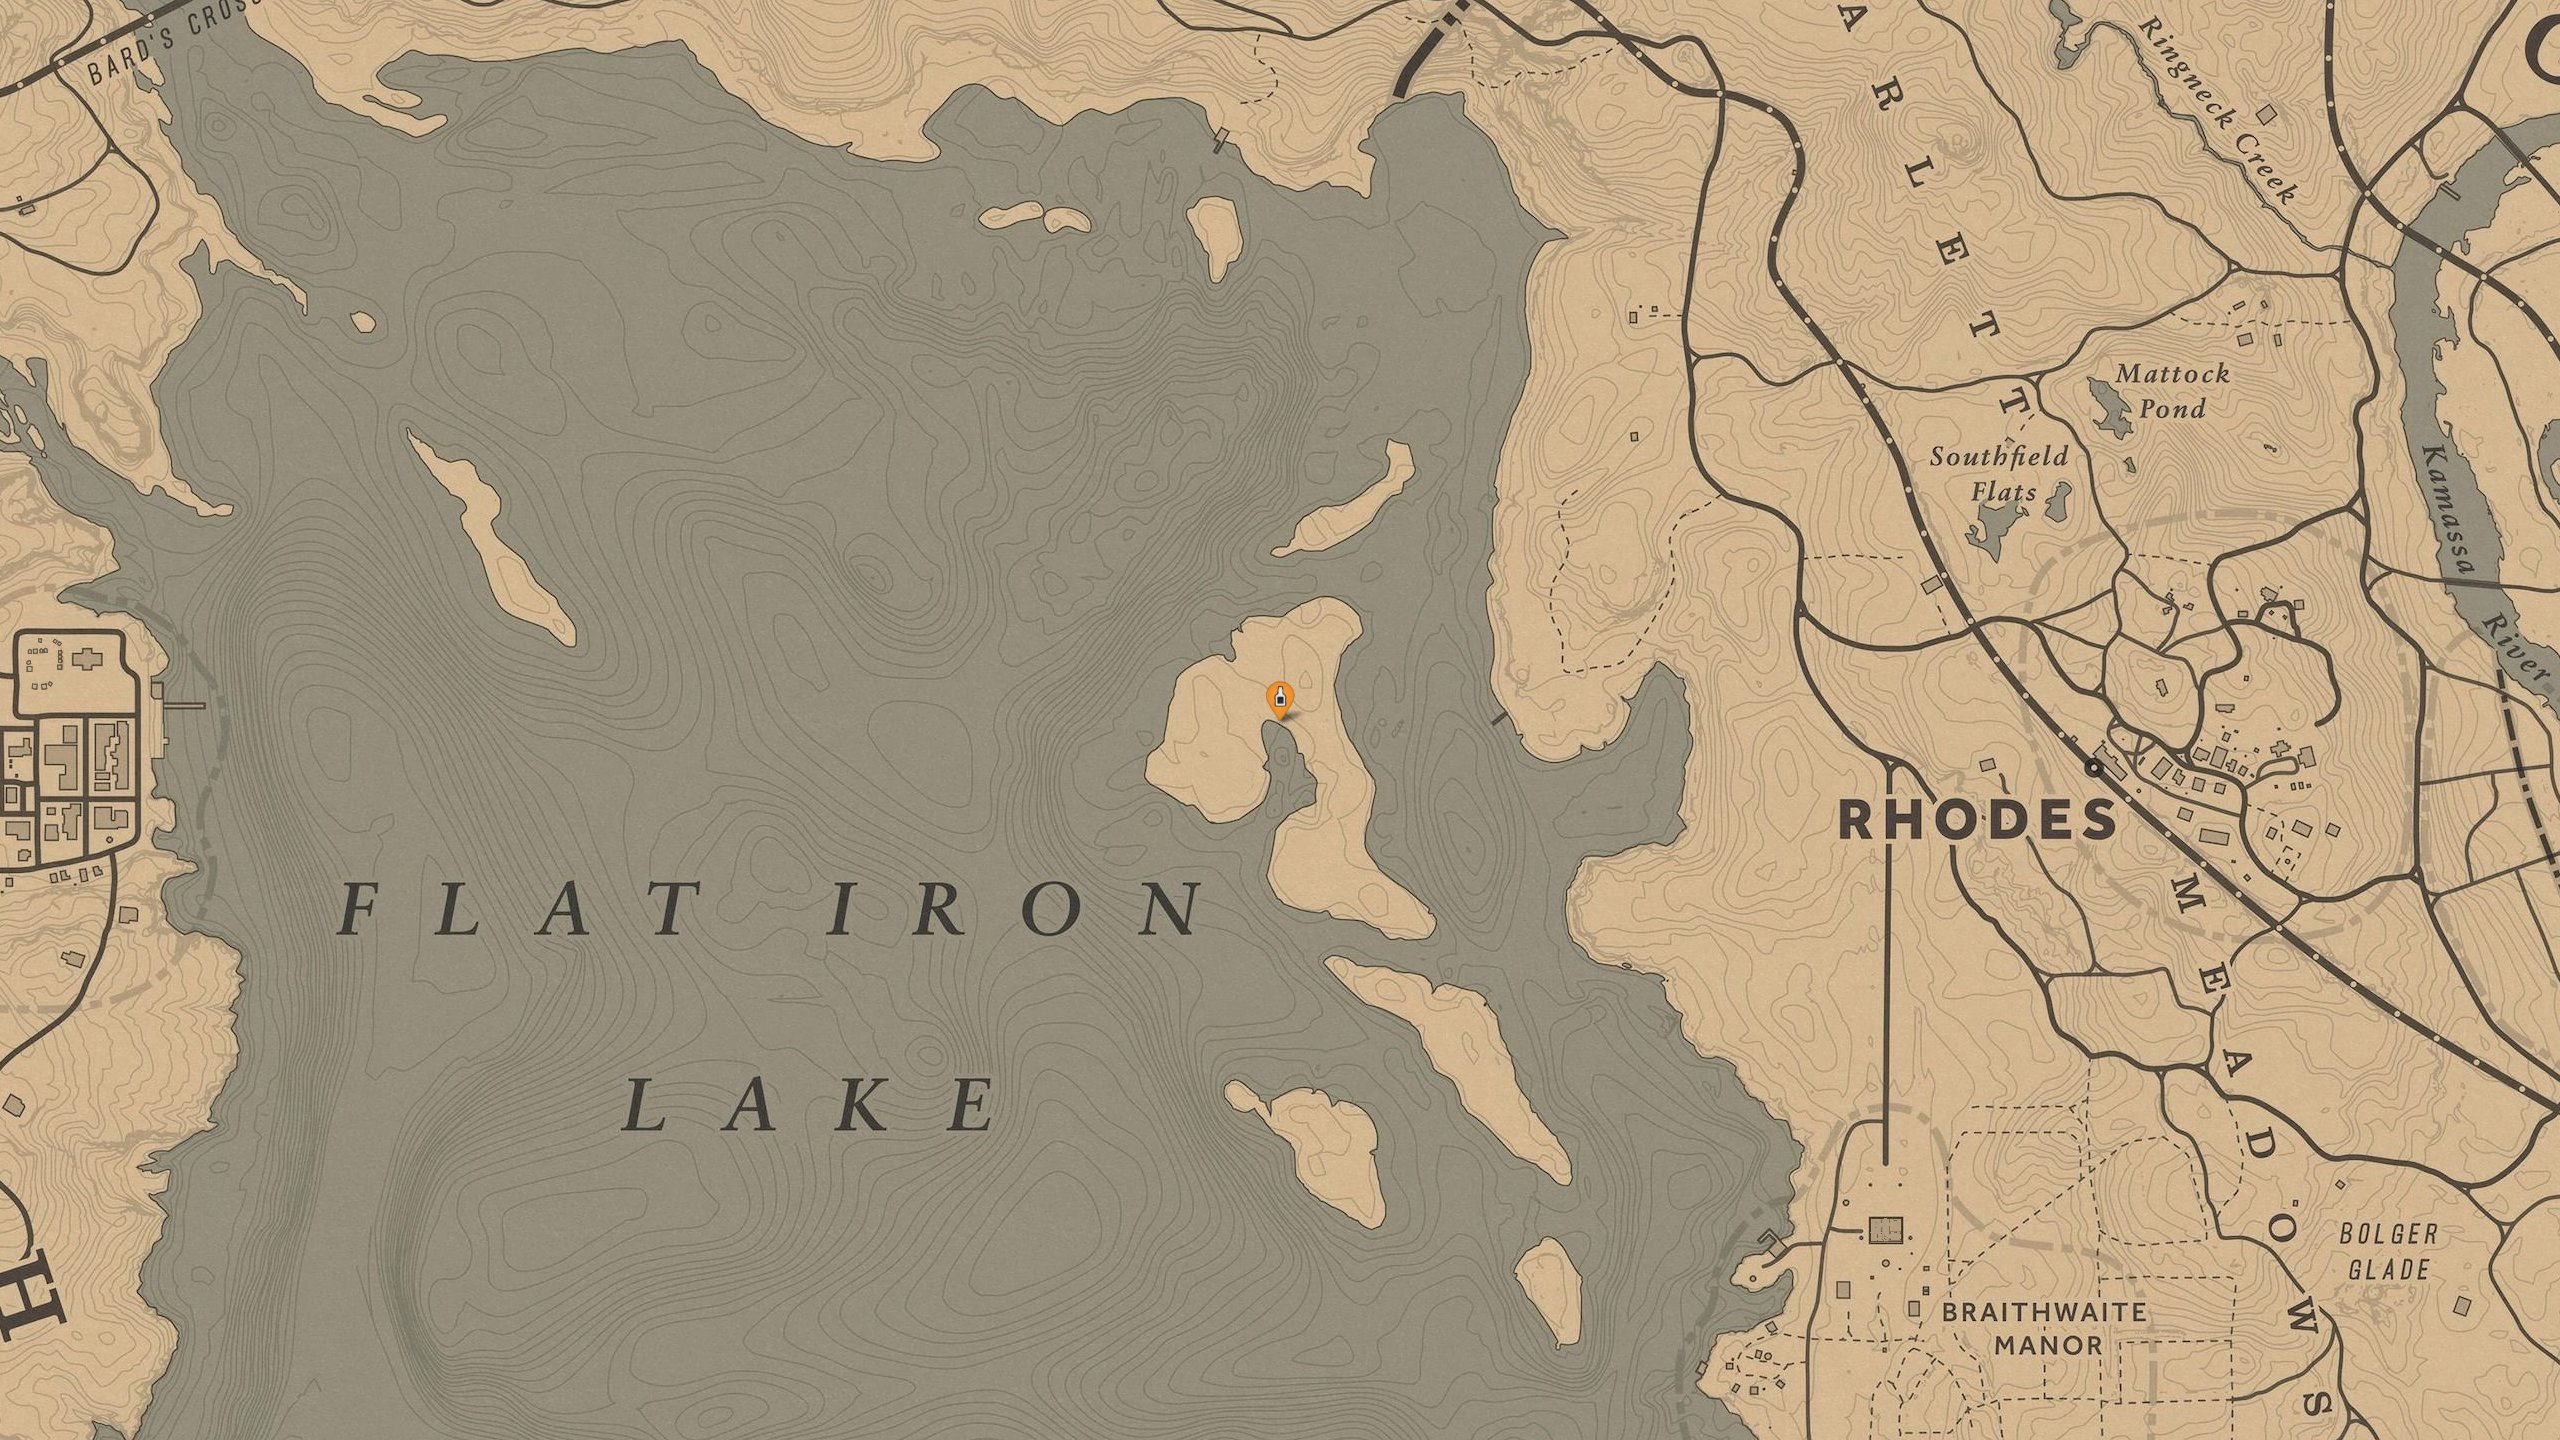 BARD'S CROSS
Ringneck Creek
ARLETT
Mattock
Pond
Southfield
Flats
Kamassa
River
RHODES
MEADOWS
FLAT IRON
LAKE
BOLGER
GLADE
BRAITHWAITE
MANOR
H